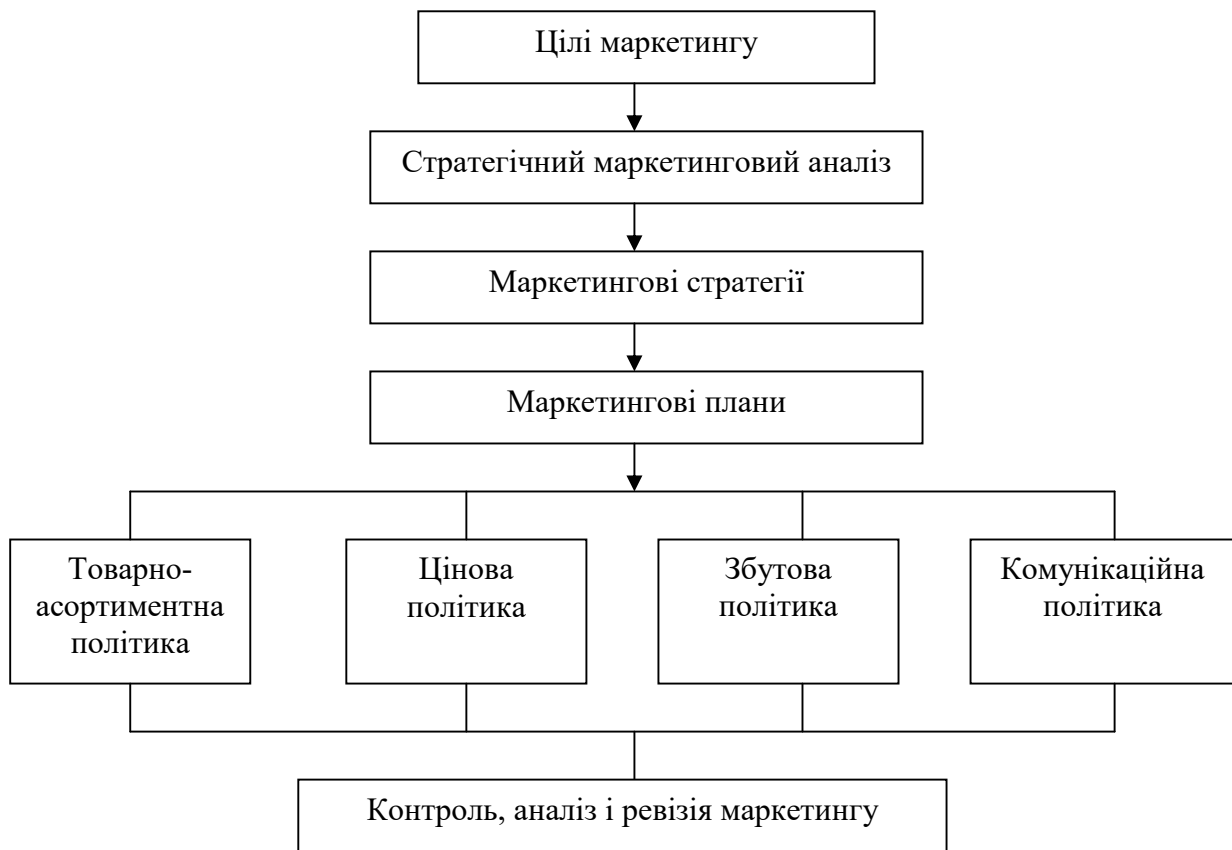 Цілі маркетингу
Стратегічний маркетинговий аналіз
Маркетингові стратегії
Маркетингові плани
Товарно-
асортиментна
політика
Цінова
політика
Збутова
політика
Комунікаційна
політика
Контроль, аналіз і ревізія маркетингу